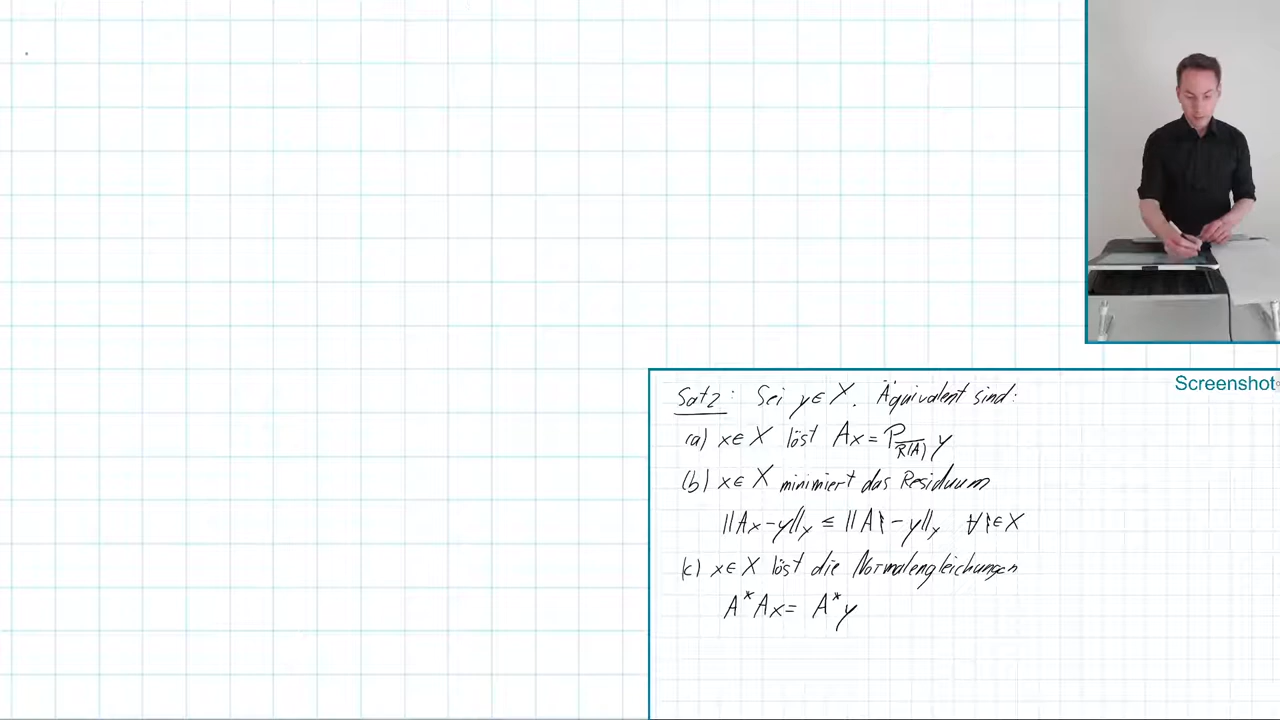 Screenshot
Satz: Sei y ∈ X. Äquivalent sind:
(a) x ∈ X löst Ax = P_{\overline{R(A)}} y
(b) x ∈ X minimiert das Residuum
||Ax - y||_Y ≤ ||Aξ - y||_Y ∀ξ ∈ X
(c) x ∈ X löst die Normalengleichungen
A*Ax = A*y